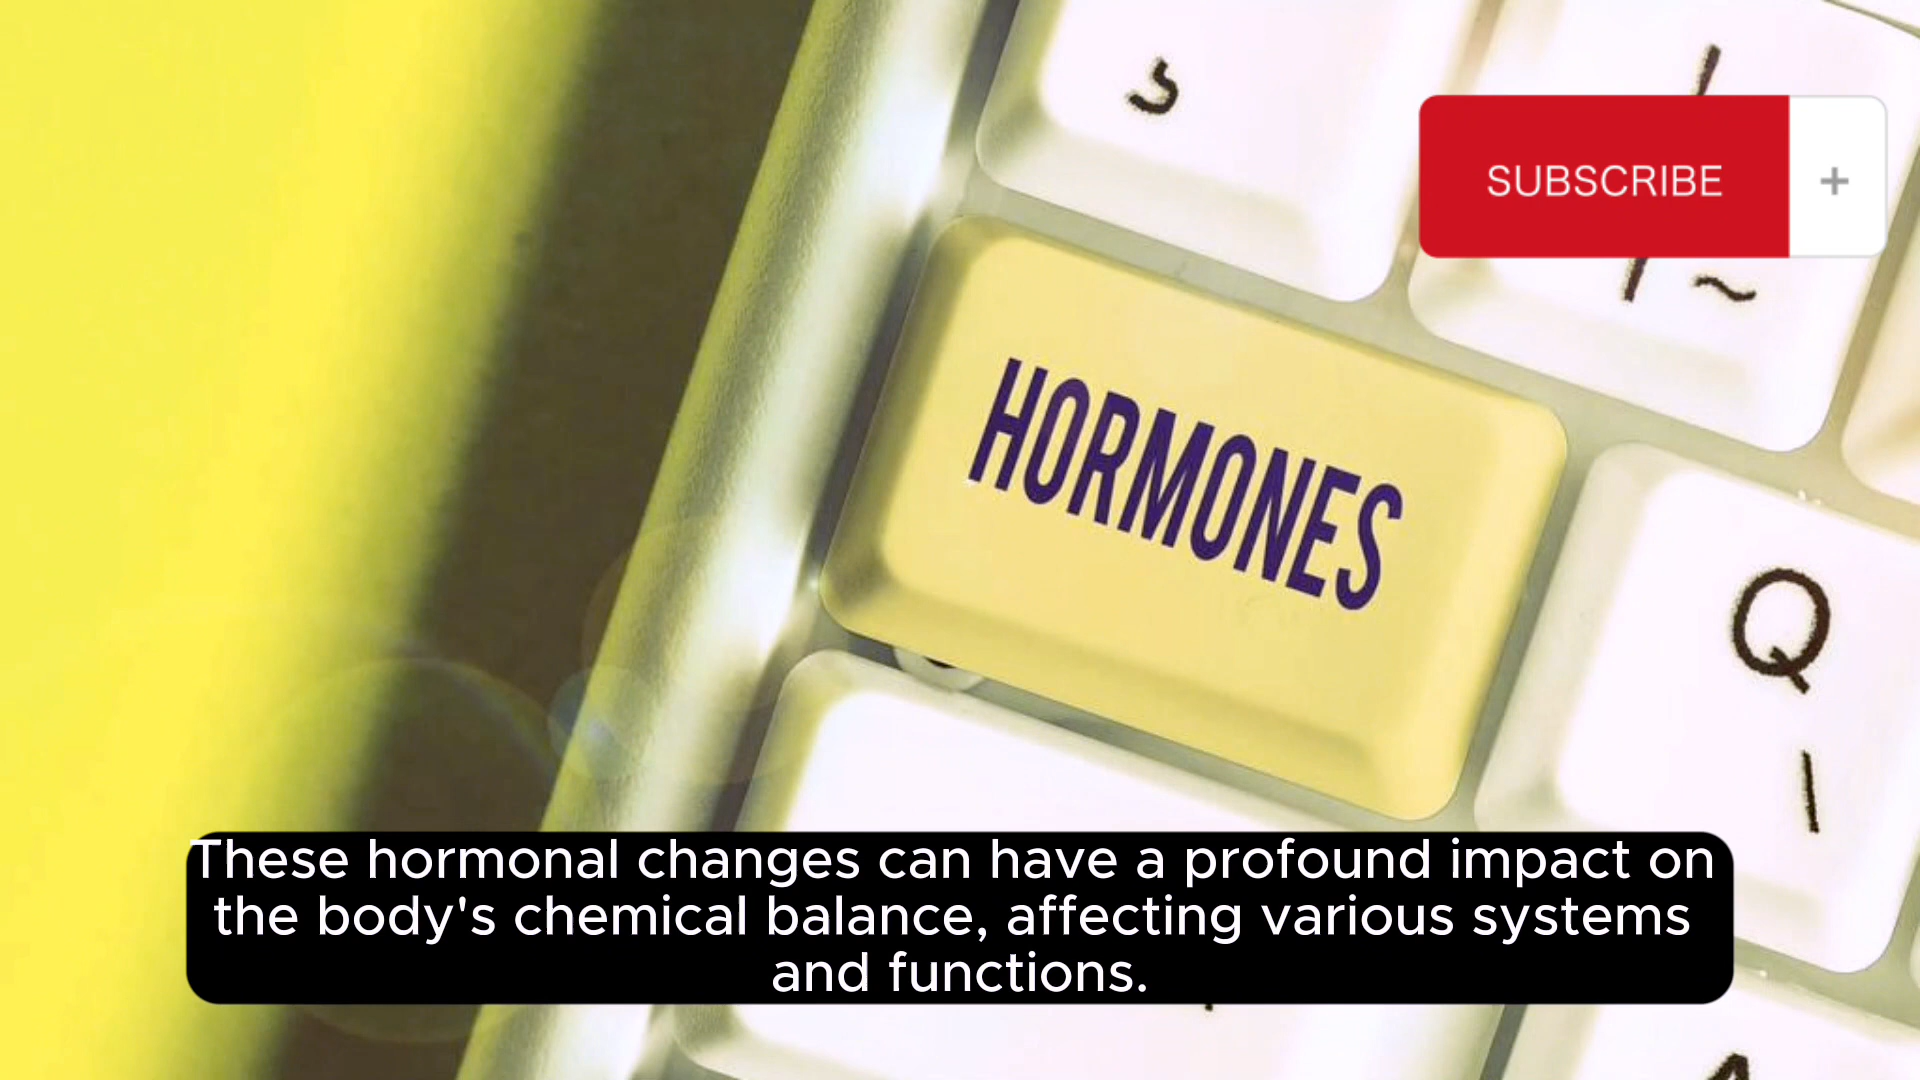 SUBSCRIBE +
~
HORMONES
Q
These hormonal changes can have a profound impact on
the body's chemical balance, affecting various systems
and functions.